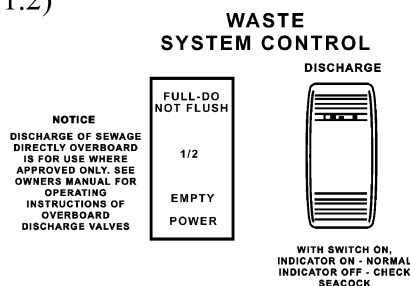 1.2)
WASTE
SYSTEM CONTROL
DISCHARGE
NOTICE
DISCHARGE OF SEWAGE
DIRECTLY OVERBOARD
IS FOR USE WHERE
APPROVED ONLY. SEE
OWNERS MANUAL FOR
OPERATING
INSTRUCTIONS OF
OVERBOARD
DISCHARGE VALVES
FULL-DO
NOT FLUSH
1/2
EMPTY
POWER
WITH SWITCH ON,
INDICATOR ON - NORMAL
INDICATOR OFF - CHECK
SEACOCK